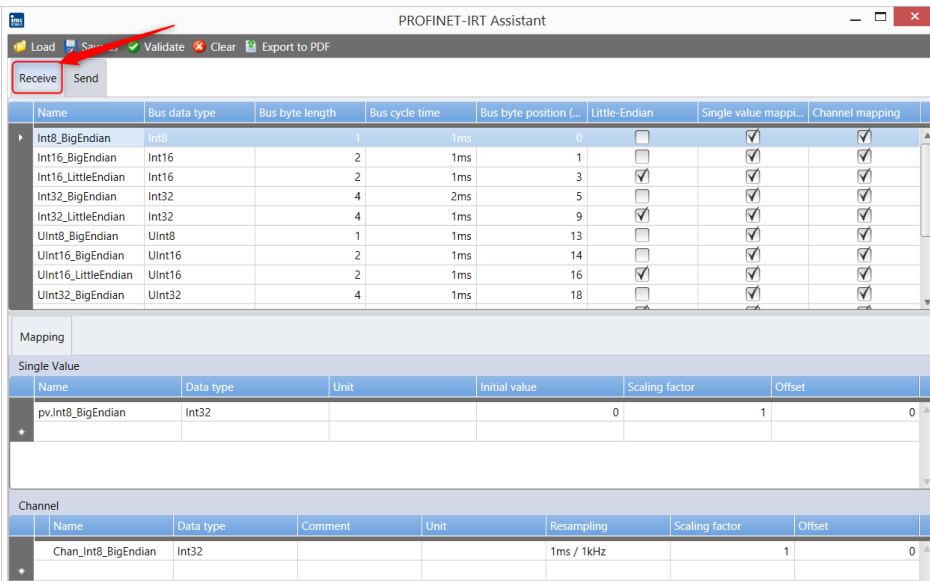 imc
PROFINET-IRT Assistant
Load Sav Validate Clear Export to PDF
Receive Send
Name Bus data type Bus byte length Bus cycle time Bus byte position (... Little-Endian Single value mappi... Channel mapping
Int8_BigEndian Int8 1 1ms 0
Int16_BigEndian Int16 2 1ms 1
Int16_LittleEndian Int16 2 1ms 3
Int32_BigEndian Int32 4 2ms 5
Int32_LittleEndian Int32 4 1ms 9
UInt8_BigEndian UInt8 1 1ms 13
UInt16_BigEndian UInt16 2 1ms 14
UInt16_LittleEndian UInt16 2 1ms 16
UInt32_BigEndian UInt32 4 1ms 18
Mapping
Single Value
Name Data type Unit Initial value Scaling factor Offset
pv.Int8_BigEndian Int32 0 1 0
Channel
Name Data type Comment Unit Resampling Scaling factor Offset
Chan_Int8_BigEndian Int32 1ms / 1kHz 1 0